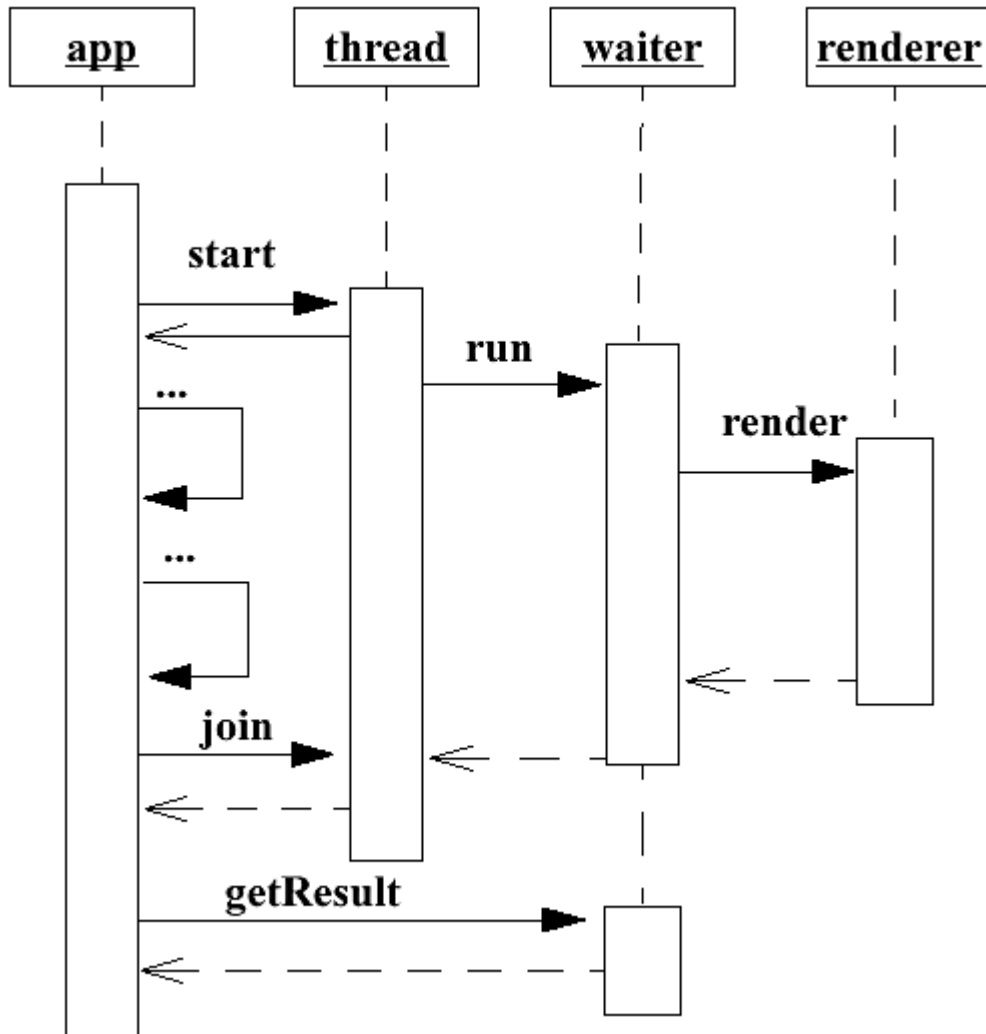 app
thread
waiter
renderer
start
run
...
render
...
join
getResult